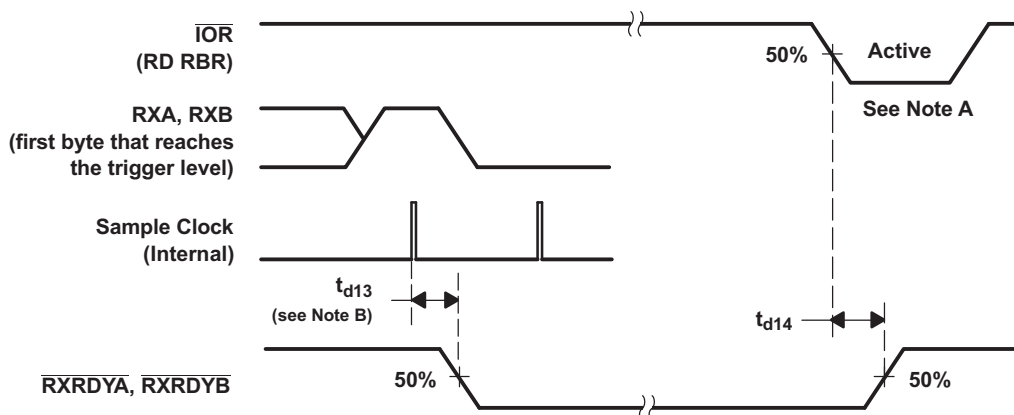 IOR
(RD RBR)
50%
Active
See Note A
RXA, RXB
(first byte that reaches
the trigger level)
Sample Clock
(Internal)
td13
(see Note B)
td14
RXRDYA, RXRDYB
50%
50%